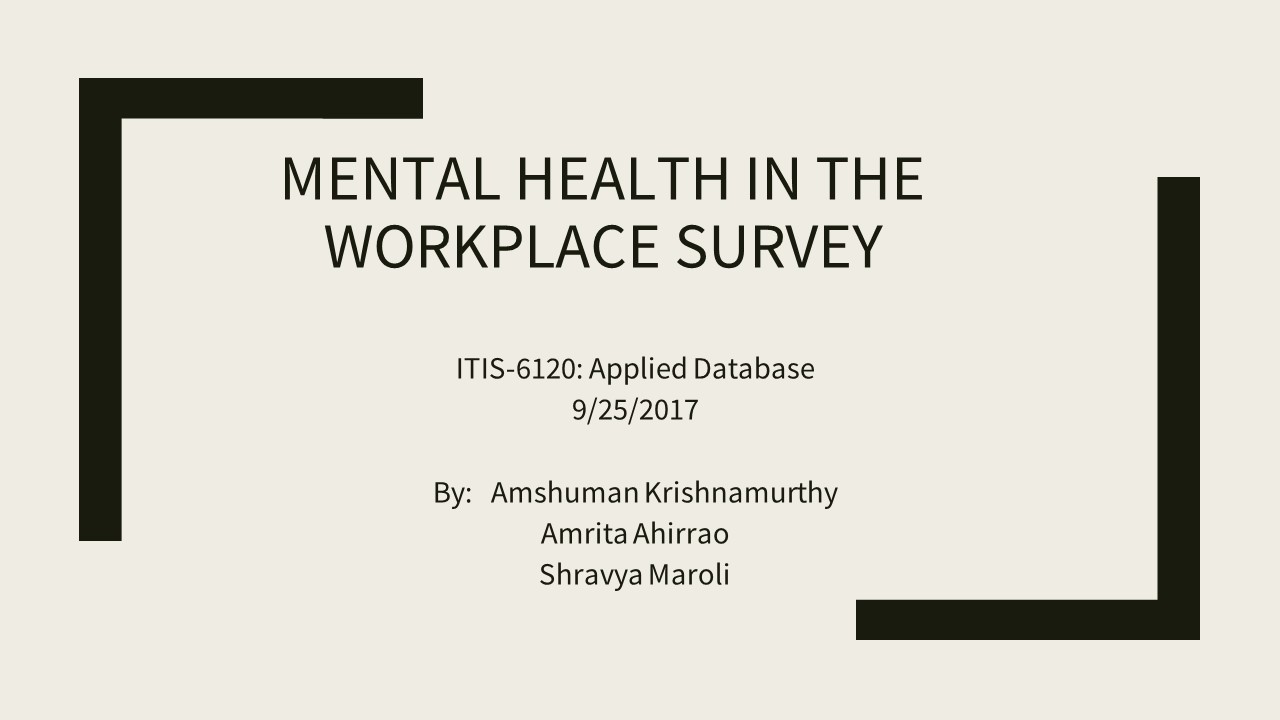 MENTAL HEALTH IN THE
WORKPLACE SURVEY
ITIS-6120: Applied Database
9/25/2017
By: Amshuman Krishnamurthy
Amrita Ahirrao
Shravya Maroli